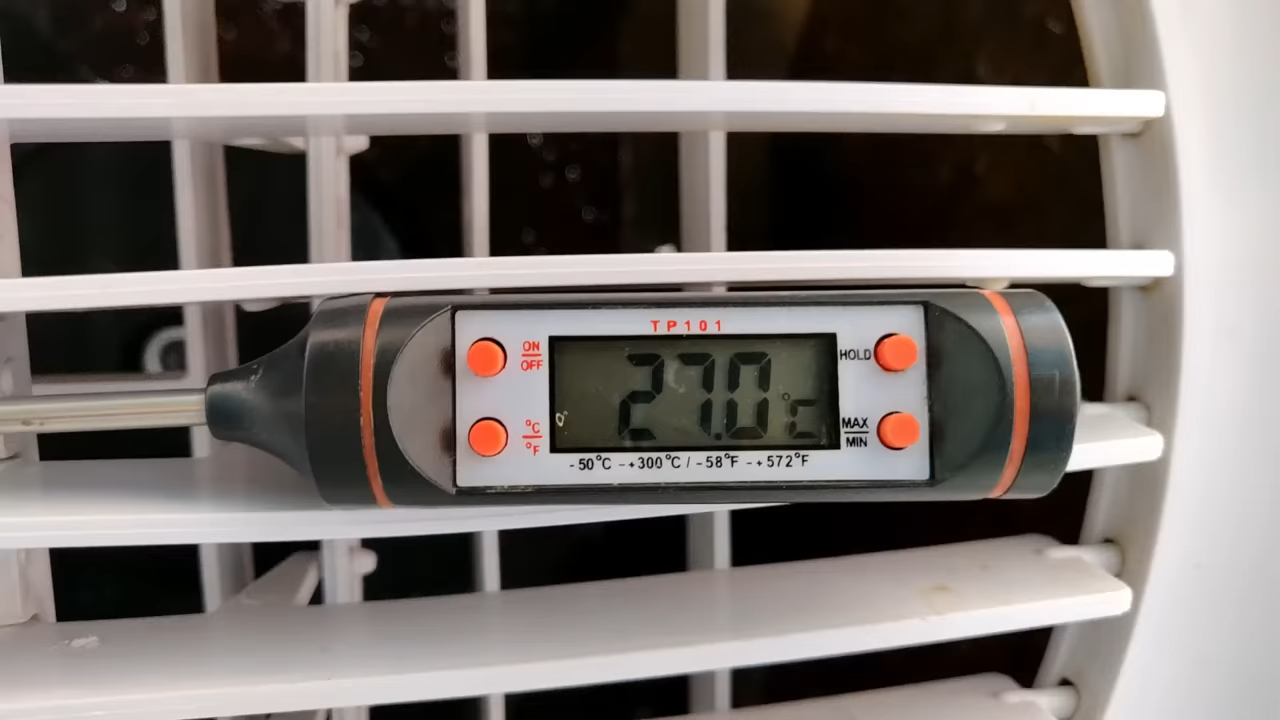 TP101
ON
OFF
°C
°F
27.0 °C
HOLD
MAX
MIN
-50°C -+300°C / -58°F -+572°F